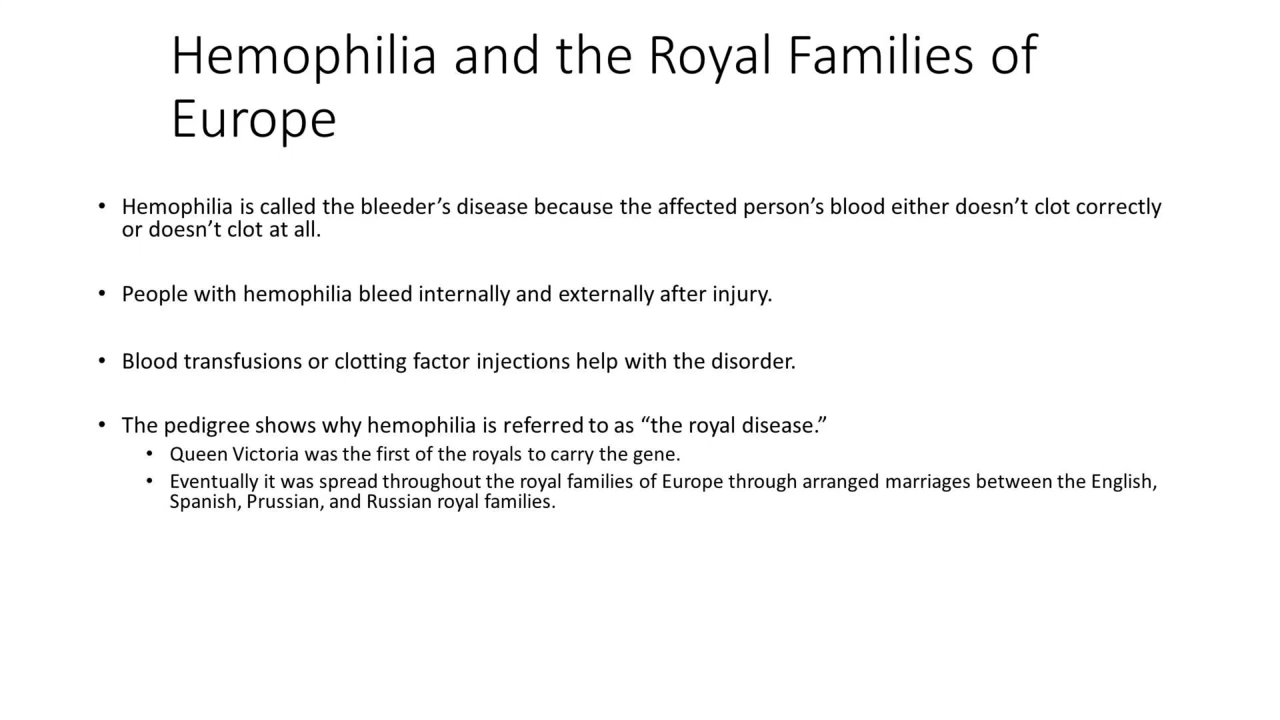 Hemophilia and the Royal Families of
Europe
• Hemophilia is called the bleeder’s disease because the affected person’s blood either doesn’t clot correctly
or doesn’t clot at all.
• People with hemophilia bleed internally and externally after injury.
• Blood transfusions or clotting factor injections help with the disorder.
• The pedigree shows why hemophilia is referred to as “the royal disease.”
• Queen Victoria was the first of the royals to carry the gene.
• Eventually it was spread throughout the royal families of Europe through arranged marriages between the English,
Spanish, Prussian, and Russian royal families.